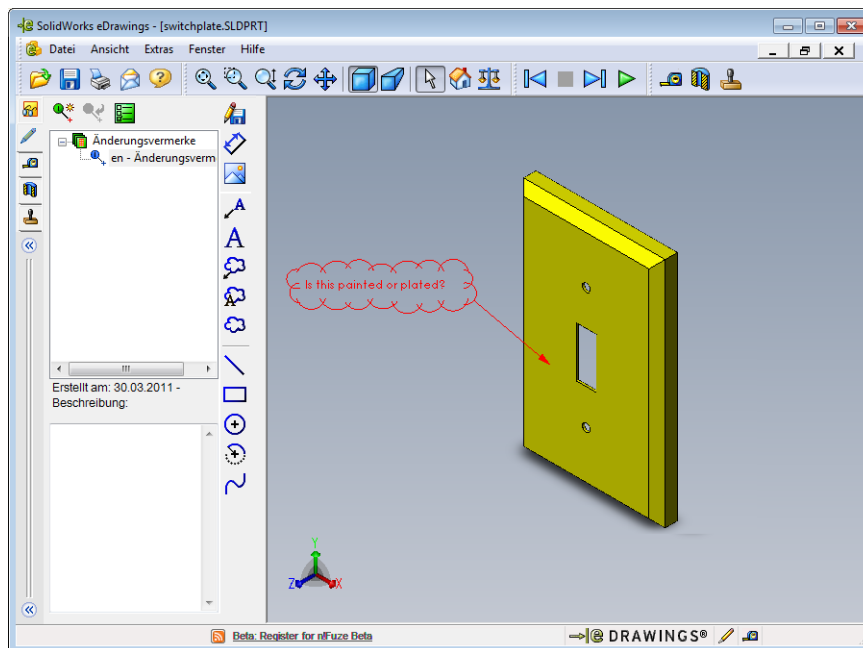 SolidWorks eDrawings - [switchplate.SLDPRT]
Datei Ansicht Extras Fenster Hilfe
Änderungsvermerke
en - Änderungsverm
Is this painted or plated?
Erstellt am: 30.03.2011 -
Beschreibung:
Y
Z X
Beta: Register for n!Fuze Beta
e DRAWINGS®